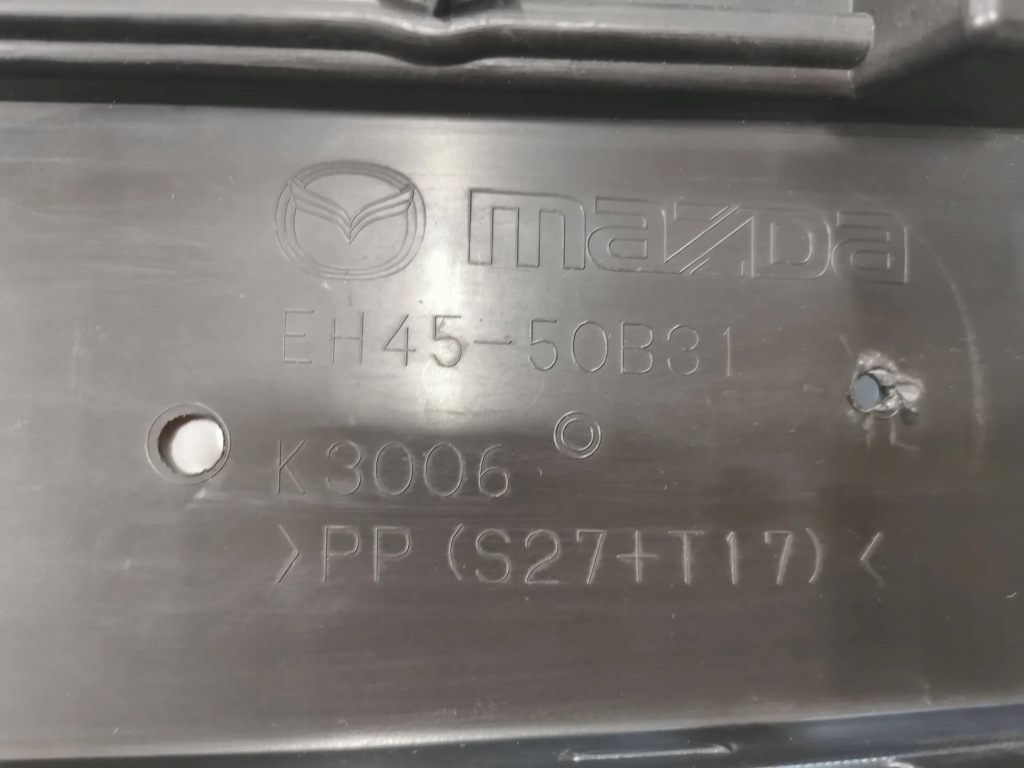 mazda
EH45-50B31
K3006
>PP (S27+T17)<